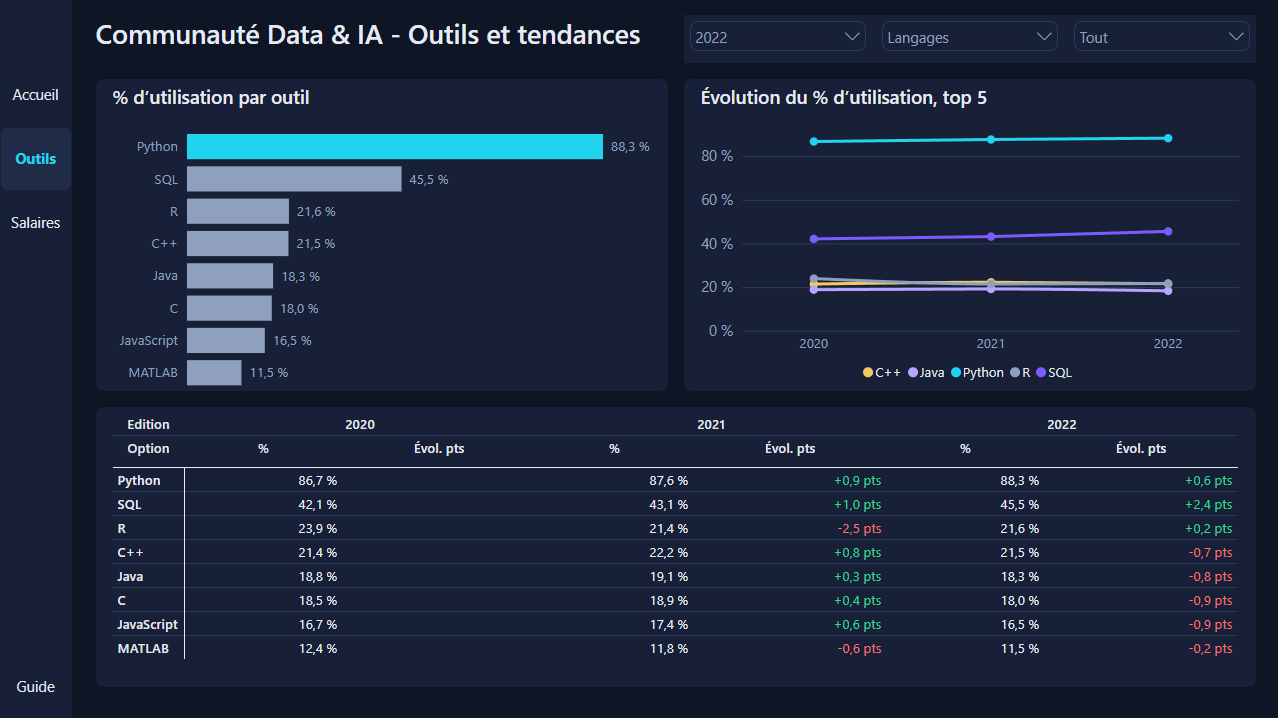 Communauté Data & IA - Outils et tendances
2022
Langages
Tout
Accueil
Outils
Salaires
Guide
% d’utilisation par outil
Python 88,3 %
SQL 45,5 %
R 21,6 %
C++ 21,5 %
Java 18,3 %
C 18,0 %
JavaScript 16,5 %
MATLAB 11,5 %
Évolution du % d’utilisation, top 5
80 %
60 %
40 %
20 %
0 %
2020 2021 2022
C++ Java Python R SQL
Edition 2020 2021 2022
Option % Évol. pts % Évol. pts % Évol. pts
Python 86,7 % 87,6 % +0,9 pts 88,3 % +0,6 pts
SQL 42,1 % 43,1 % +1,0 pts 45,5 % +2,4 pts
R 23,9 % 21,4 % -2,5 pts 21,6 % +0,2 pts
C++ 21,4 % 22,2 % +0,8 pts 21,5 % -0,7 pts
Java 18,8 % 19,1 % +0,3 pts 18,3 % -0,8 pts
C 18,5 % 18,9 % +0,4 pts 18,0 % -0,9 pts
JavaScript 16,7 % 17,4 % +0,6 pts 16,5 % -0,9 pts
MATLAB 12,4 % 11,8 % -0,6 pts 11,5 % -0,2 pts